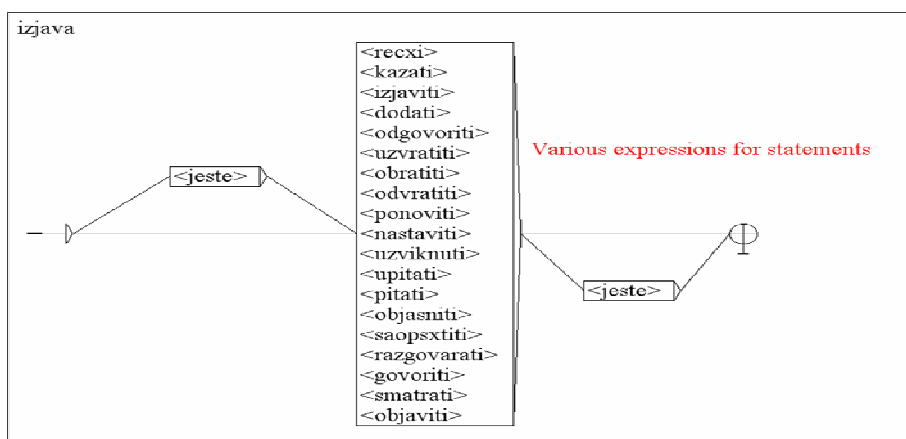 izjava
<recxi>
<kazati>
<izjaviti>
<dodati>
<odgovoriti>
<uzvratiti>
<obratiti>
<odvratiti>
<ponoviti>
<nastaviti>
<uzviknuti>
<upitati>
<pitati>
<objasniti>
<saopsxtiti>
<razgovarati>
<govoriti>
<smatrati>
<objaviti>
<jeste>
Various expressions for statements
<jeste>